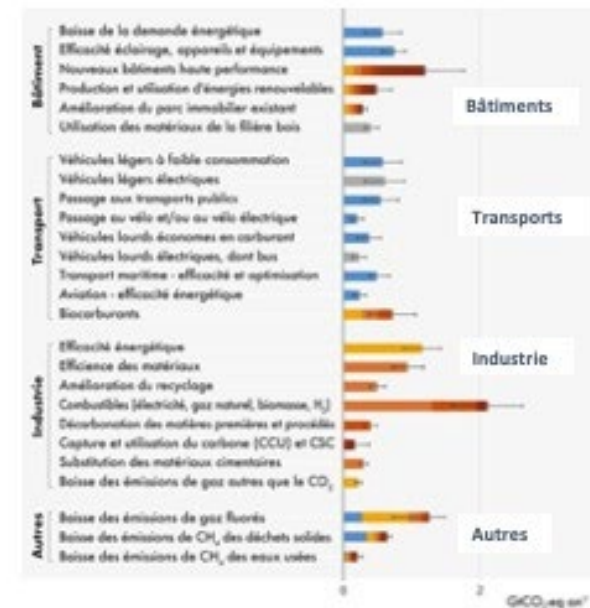 Bâtiment
Baisse de la demande énergétique
Efficacité éclairage, appareils et équipements
Nouveaux bâtiments haute performance
Production et utilisation d'énergies renouvelables
Amélioration du parc immobilier existant
Utilisation des matériaux de la filière bois
Bâtiments
Transport
Véhicules légers à faible consommation
Véhicules légers électriques
Passage aux transports publics
Passage au vélo et/ou au vélo électrique
Véhicules lourds économes en carburant
Véhicules lourds électriques, dont bus
Transport maritime - efficacité et optimisation
Aviation - efficacité énergétique
Biocarburants
Transports
Industrie
Efficacité énergétique
Efficience des matériaux
Amélioration du recyclage
Combustibles (électricité, gaz naturel, biomasse, H₂)
Décarbonation des matières premières et procédés
Capture et utilisation du carbone (CCU) et CSC
Substitution des matériaux cimentaires
Baisse des émissions de gaz autres que le CO₂
Industrie
Autres
Baisse des émissions de gaz fluorés
Baisse des émissions de CH₄ des déchets solides
Baisse des émissions de CH₄ des eaux usées
Autres
0 2
GtCO₂-eq an⁻¹